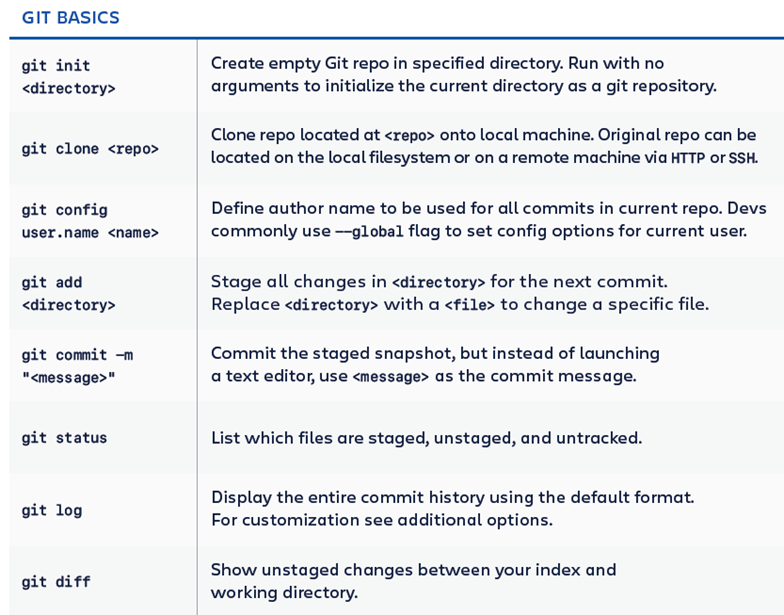 GIT BASICS
git init
<directory>
Create empty Git repo in specified directory. Run with no
arguments to initialize the current directory as a git repository.
git clone <repo>
Clone repo located at <repo> onto local machine. Original repo can be
located on the local filesystem or on a remote machine via HTTP or SSH.
git config
user.name <name>
Define author name to be used for all commits in current repo. Devs
commonly use --global flag to set config options for current user.
git add
<directory>
Stage all changes in <directory> for the next commit.
Replace <directory> with a <file> to change a specific file.
git commit -m
"<message>"
Commit the staged snapshot, but instead of launching
a text editor, use <message> as the commit message.
git status
List which files are staged, unstaged, and untracked.
git log
Display the entire commit history using the default format.
For customization see additional options.
git diff
Show unstaged changes between your index and
working directory.